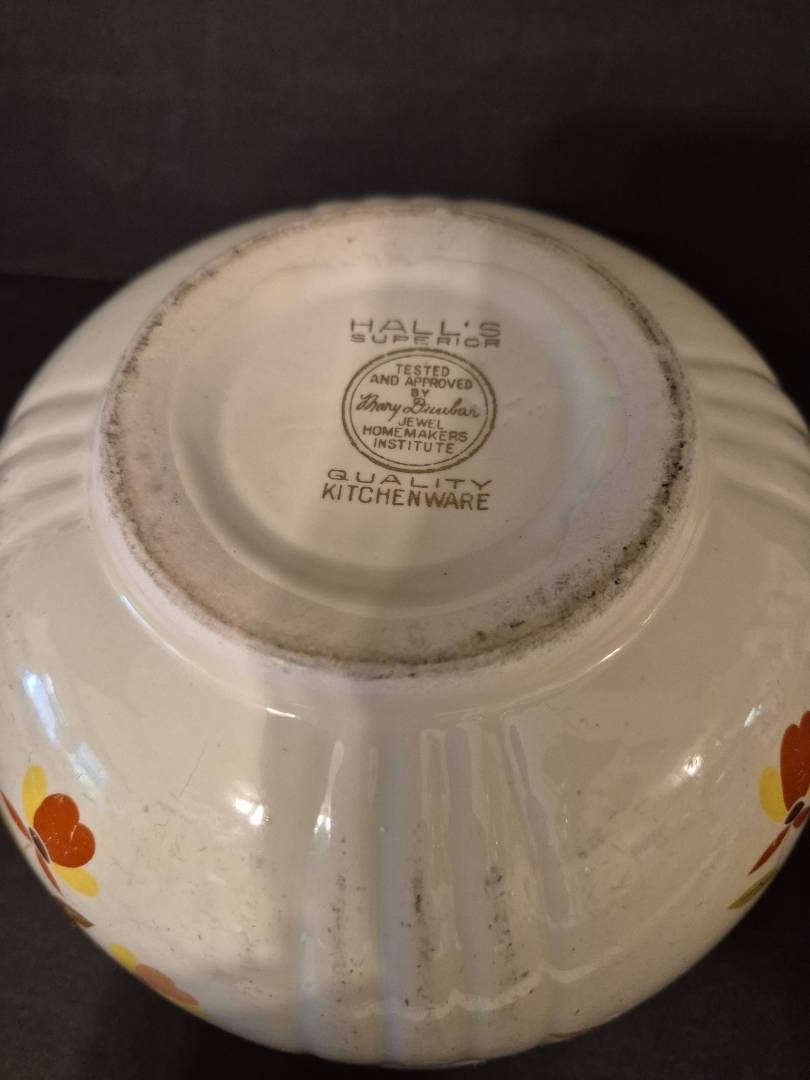 HALL'S
SUPERIOR
TESTED
AND APPROVED
BY
Mary Dunbar
JEWEL
HOMEMAKERS
INSTITUTE
QUALITY
KITCHENWARE